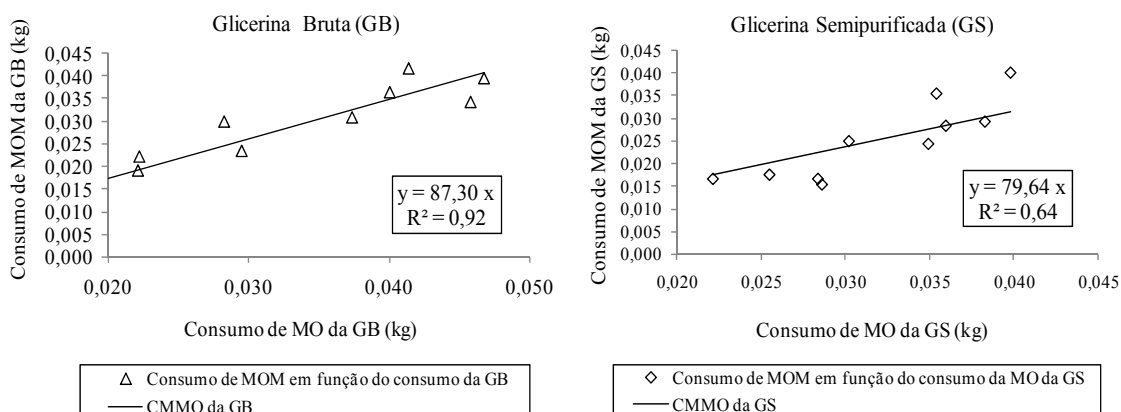 Glicerina Bruta (GB)
Consumo de MOM da GB (kg)
0,045
0,040
0,035
0,030
0,025
0,020
0,015
0,010
0,005
0,000
y = 87,30 x
R² = 0,92
0,020 0,030 0,040 0,050
Consumo de MO da GB (kg)
Consumo de MOM em função do consumo da GB
CMMO da GB
Glicerina Semipurificada (GS)
Consumo de MOM da GS (kg)
0,045
0,040
0,035
0,030
0,025
0,020
0,015
0,010
0,005
0,000
y = 79,64 x
R² = 0,64
0,020 0,025 0,030 0,035 0,040 0,045
Consumo de MO da GS (kg)
Consumo de MOM em função do consumo da MO da GS
CMMO da GS